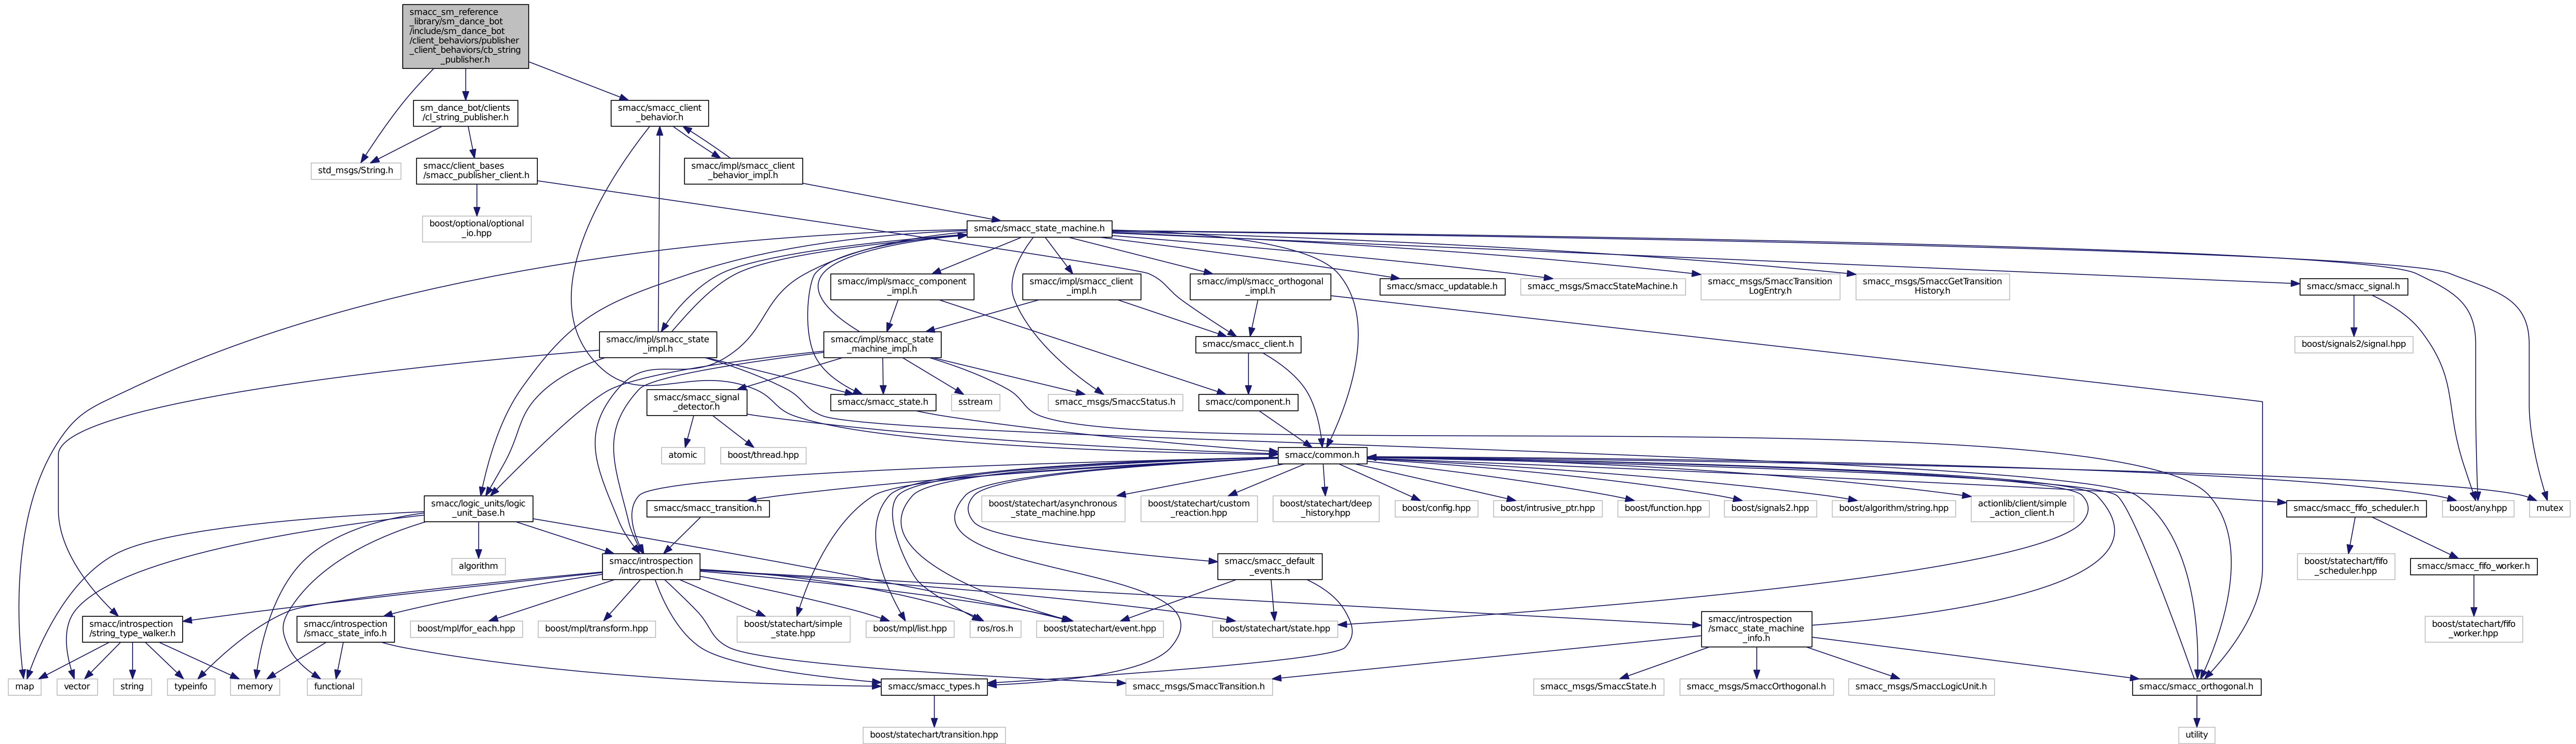 smacc_sm_reference
_library/sm_dance_bot
/include/sm_dance_bot
/client_behaviors/publisher
_client_behaviors/cb_string
_publisher.h
sm_dance_bot/clients
/cl_string_publisher.h
smacc/smacc_client
_behavior.h
std_msgs/String.h
smacc/client_bases
/smacc_publisher_client.h
smacc/impl/smacc_client
_behavior_impl.h
boost/optional/optional
_io.hpp
smacc/smacc_state_machine.h
smacc/impl/smacc_component
_impl.h
smacc/impl/smacc_client
_impl.h
smacc/impl/smacc_orthogonal
_impl.h
smacc/smacc_updatable.h
smacc_msgs/SmaccStateMachine.h
smacc_msgs/SmaccTransition
LogEntry.h
smacc_msgs/SmaccGetTransition
History.h
smacc/smacc_signal.h
smacc/impl/smacc_state
_impl.h
smacc/impl/smacc_state
_machine_impl.h
smacc/smacc_client.h
boost/signals2/signal.hpp
smacc/smacc_signal
_detector.h
smacc/smacc_state.h
sstream
smacc_msgs/SmaccStatus.h
smacc/component.h
atomic
boost/thread.hpp
smacc/common.h
smacc/logic_units/logic
_unit_base.h
smacc/smacc_transition.h
boost/statechart/asynchronous
_state_machine.hpp
boost/statechart/custom
_reaction.hpp
boost/statechart/deep
_history.hpp
boost/config.hpp
boost/intrusive_ptr.hpp
boost/function.hpp
boost/signals2.hpp
boost/algorithm/string.hpp
actionlib/client/simple
_action_client.h
smacc/smacc_fifo_scheduler.h
boost/any.hpp
mutex
algorithm
smacc/introspection
/introspection.h
smacc/smacc_default
_events.h
boost/statechart/fifo
_scheduler.hpp
smacc/smacc_fifo_worker.h
smacc/introspection
/string_type_walker.h
smacc/introspection
/smacc_state_info.h
boost/mpl/for_each.hpp
boost/mpl/transform.hpp
boost/statechart/simple
_state.hpp
boost/mpl/list.hpp
ros/ros.h
boost/statechart/event.hpp
boost/statechart/state.hpp
smacc/introspection
/smacc_state_machine
_info.h
boost/statechart/fifo
_worker.hpp
map
vector
string
typeinfo
memory
functional
smacc/smacc_types.h
smacc_msgs/SmaccTransition.h
smacc_msgs/SmaccState.h
smacc_msgs/SmaccOrthogonal.h
smacc_msgs/SmaccLogicUnit.h
smacc/smacc_orthogonal.h
boost/statechart/transition.hpp
utility